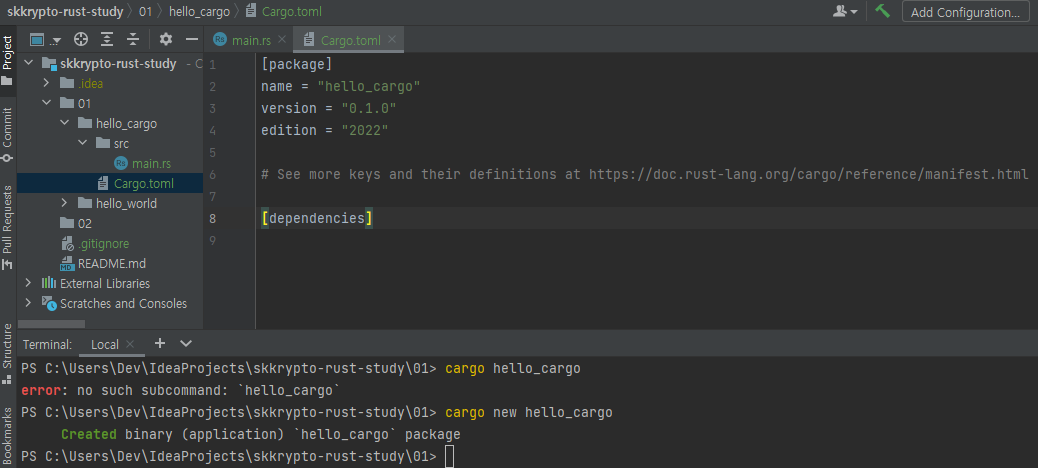 skkrypto-rust-study 〉 01 〉 hello_cargo 〉 Cargo.toml
Add Configuration...
Project
Commit
Pull Requests
Structure
Bookmarks
main.rs
Cargo.toml
skkrypto-rust-study - C
.idea
01
hello_cargo
src
main.rs
Cargo.toml
hello_world
02
.gitignore
README.md
External Libraries
Scratches and Consoles
1 [package]
2 name = "hello_cargo"
3 version = "0.1.0"
4 edition = "2022"
5
6 # See more keys and their definitions at https://doc.rust-lang.org/cargo/reference/manifest.html
7
8 [dependencies]
9
Terminal: Local
PS C:\Users\Dev\IdeaProjects\skkrypto-rust-study\01> cargo hello_cargo
error: no such subcommand: `hello_cargo`
PS C:\Users\Dev\IdeaProjects\skkrypto-rust-study\01> cargo new hello_cargo
Created binary (application) `hello_cargo` package
PS C:\Users\Dev\IdeaProjects\skkrypto-rust-study\01>